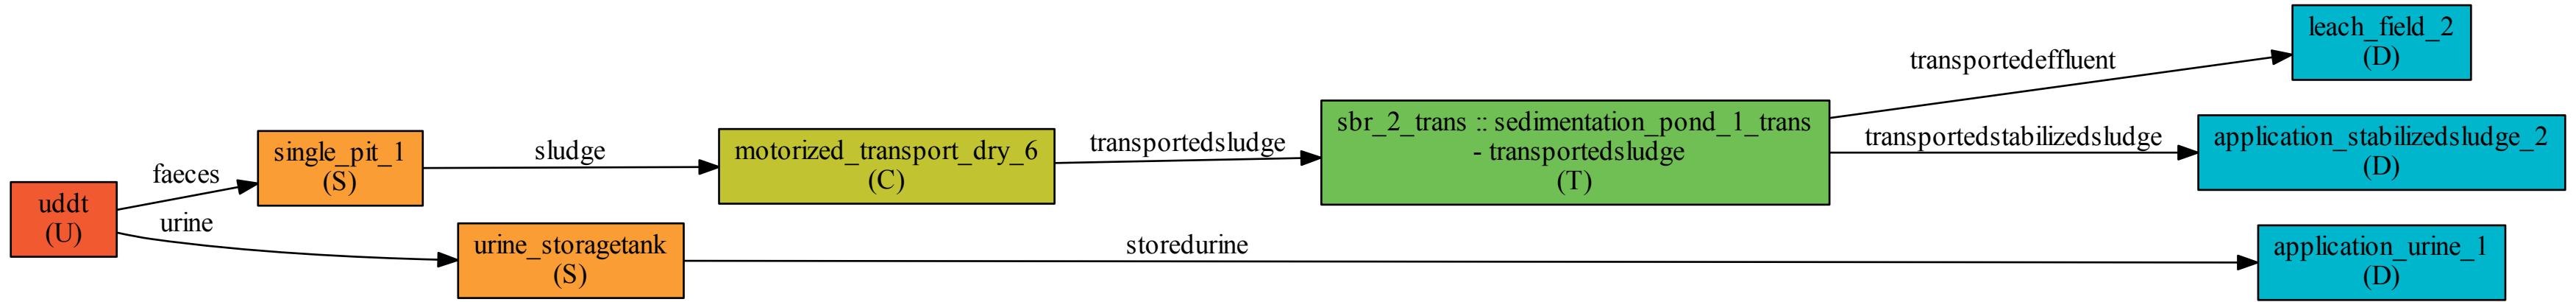 uddt
(U)
faeces
urine
single_pit_1
(S)
urine_storagetank
(S)
sludge
motorized_transport_dry_6
(C)
transportedsludge
storedurine
sbr_2_trans :: sedimentation_pond_1_trans
- transportedsludge
(T)
transportedeffluent
transportedstabilizedsludge
leach_field_2
(D)
application_stabilizedsludge_2
(D)
application_urine_1
(D)